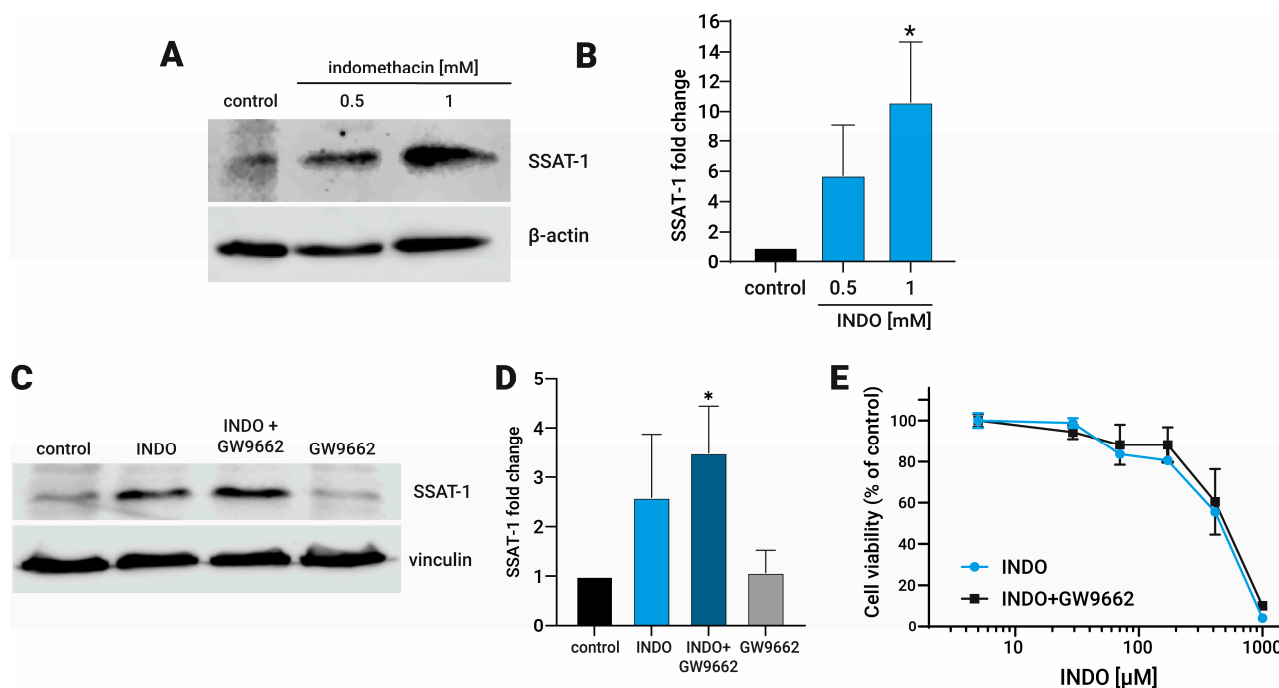 A
indomethacin [mM]
control
0.5
1
SSAT-1
β-actin
B
SSAT-1 fold change
16
14
12
10
8
6
4
2
0
*
control
0.5
1
INDO [mM]
C
control
INDO
INDO +
GW9662
GW9662
SSAT-1
vinculin
D
SSAT-1 fold change
5
4
3
2
1
0
*
control
INDO
INDO+
GW9662
GW9662
E
Cell viability (% of control)
100
80
60
40
20
0
INDO
INDO+GW9662
10
100
1000
INDO [µM]